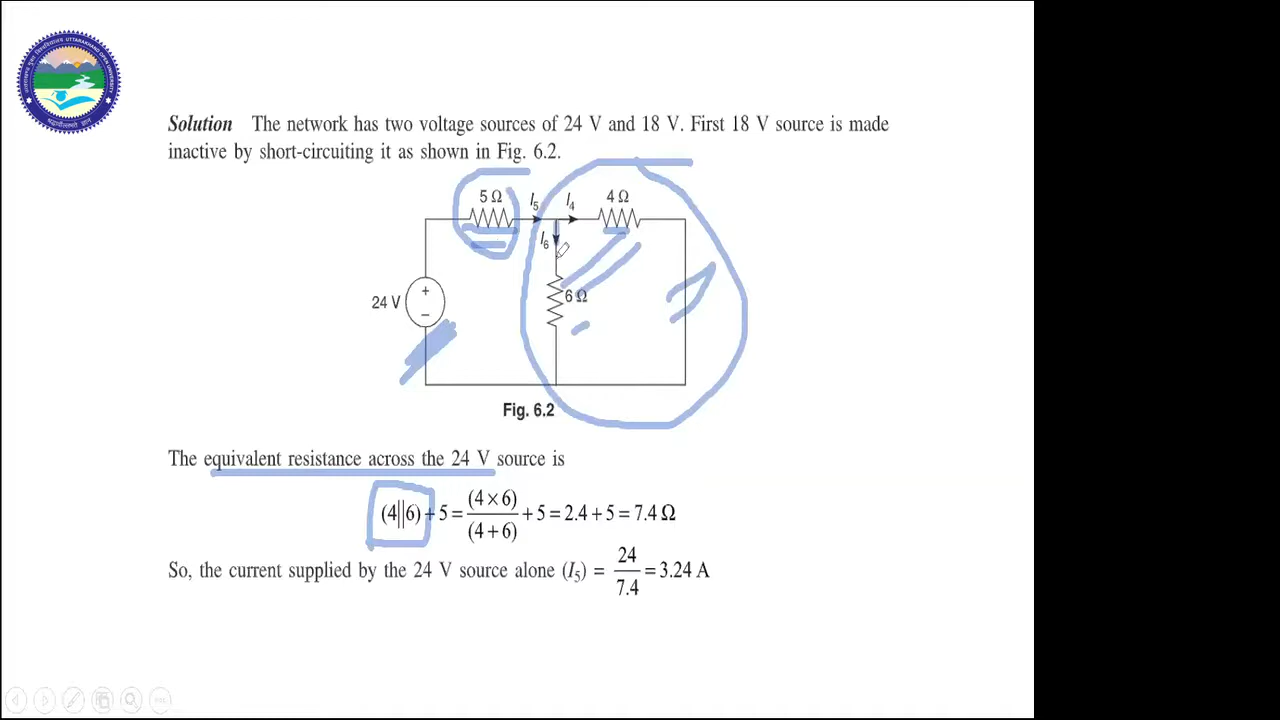 Solution The network has two voltage sources of 24 V and 18 V. First 18 V source is made
inactive by short-circuiting it as shown in Fig. 6.2.
5 Ω I5 I4 4 Ω
I6
24 V + − 6 Ω
Fig. 6.2
The equivalent resistance across the 24 V source is
(4||6) + 5 = (4 × 6)/(4 + 6) + 5 = 2.4 + 5 = 7.4 Ω
So, the current supplied by the 24 V source alone (I5) = 24/7.4 = 3.24 A